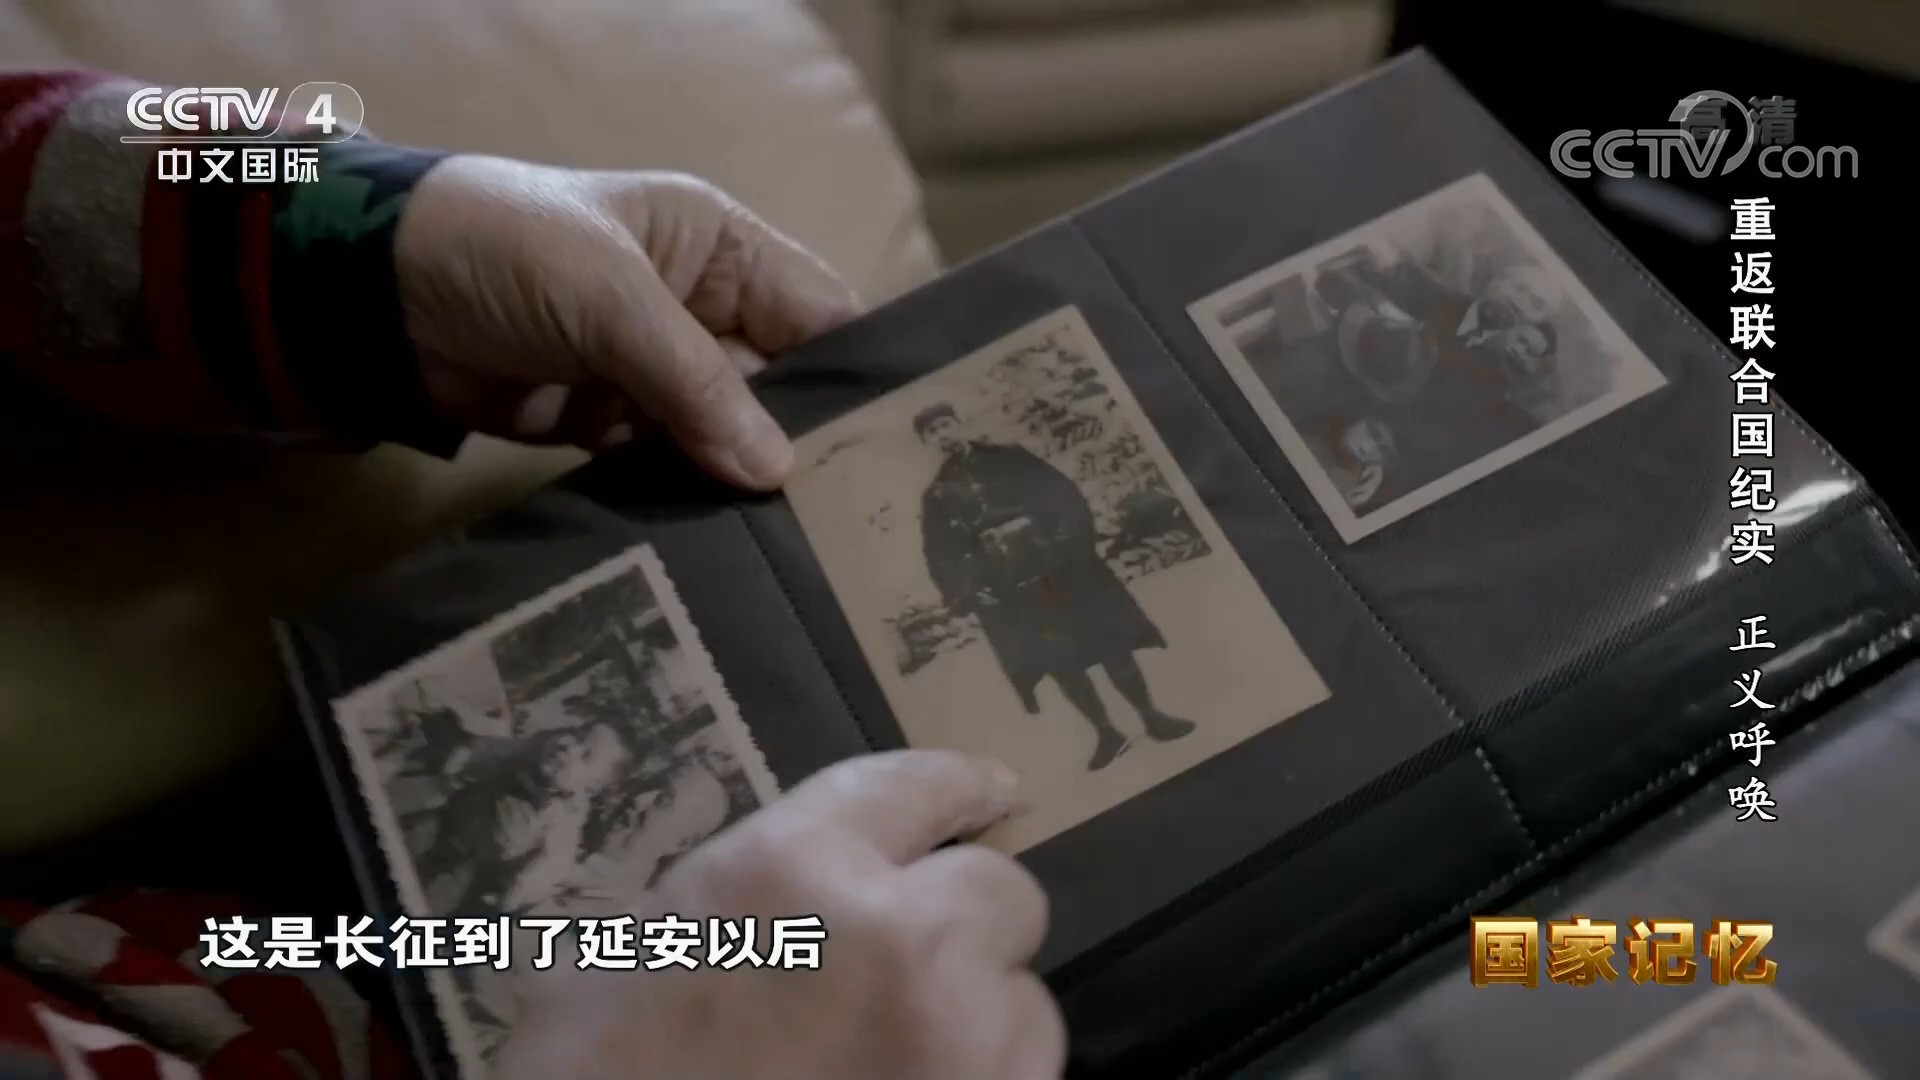 CCTV 4
中文国际
高清
CCTV.com
重返联合国纪实 正义呼唤
这是长征到了延安以后
国家记忆